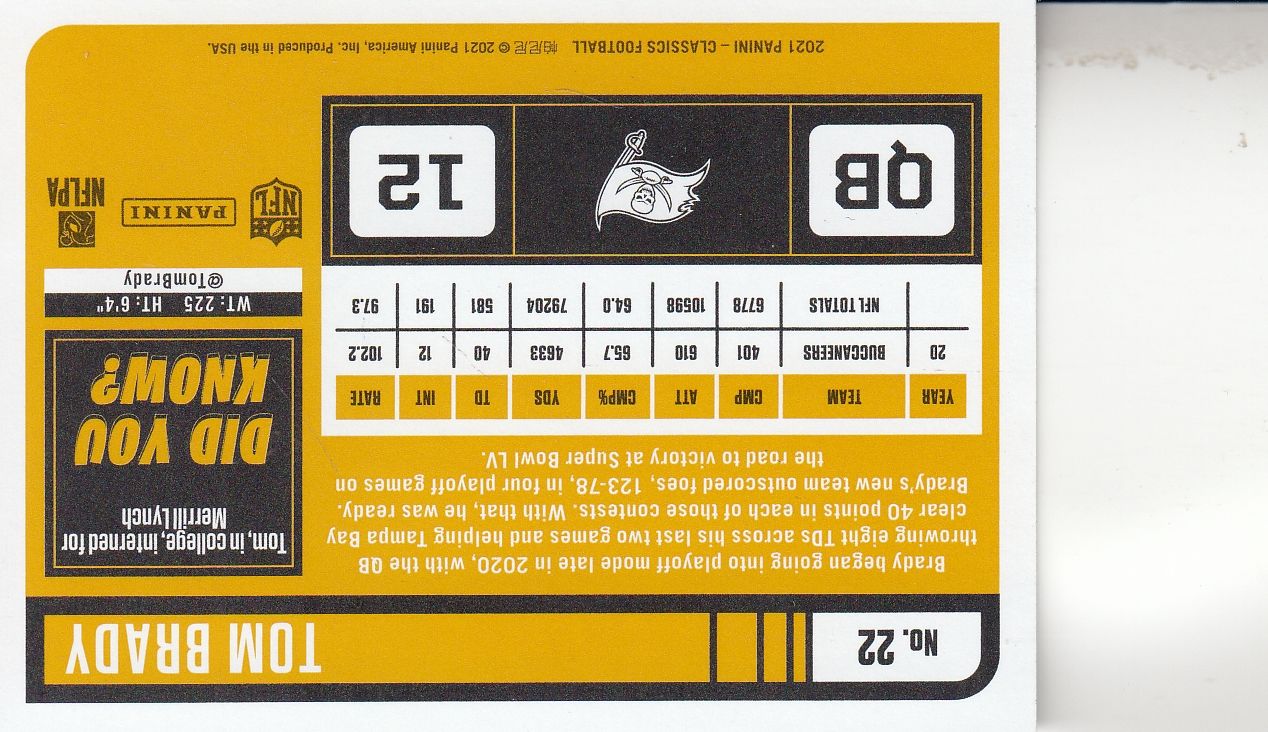 No. 22
TOM BRADY
Brady began going into playoff mode late in 2020, with the QB
throwing eight TDs across his last two games and helping Tampa Bay
clear 40 points in each of those contests. With that, he was ready.
Brady's new team outscored foes, 123-78, in four playoff games on
the road to victory at Super Bowl LV.
Tom, in college, interned for
Merrill Lynch
DID YOU
KNOW?
YEAR TEAM CMP ATT CMP% YDS TD INT RATE
20 BUCCANEERS 401 610 65.7 4633 40 12 102.2
NFL TOTALS 6778 10598 64.0 79204 581 191 97.3
WT: 225 HT: 6'4"
@TomBrady
QB
12
NFL
PANINI
NFLPA
2021 PANINI – CLASSICS FOOTBALL 帕尼尼 © 2021 Panini America, Inc. Produced in the USA.